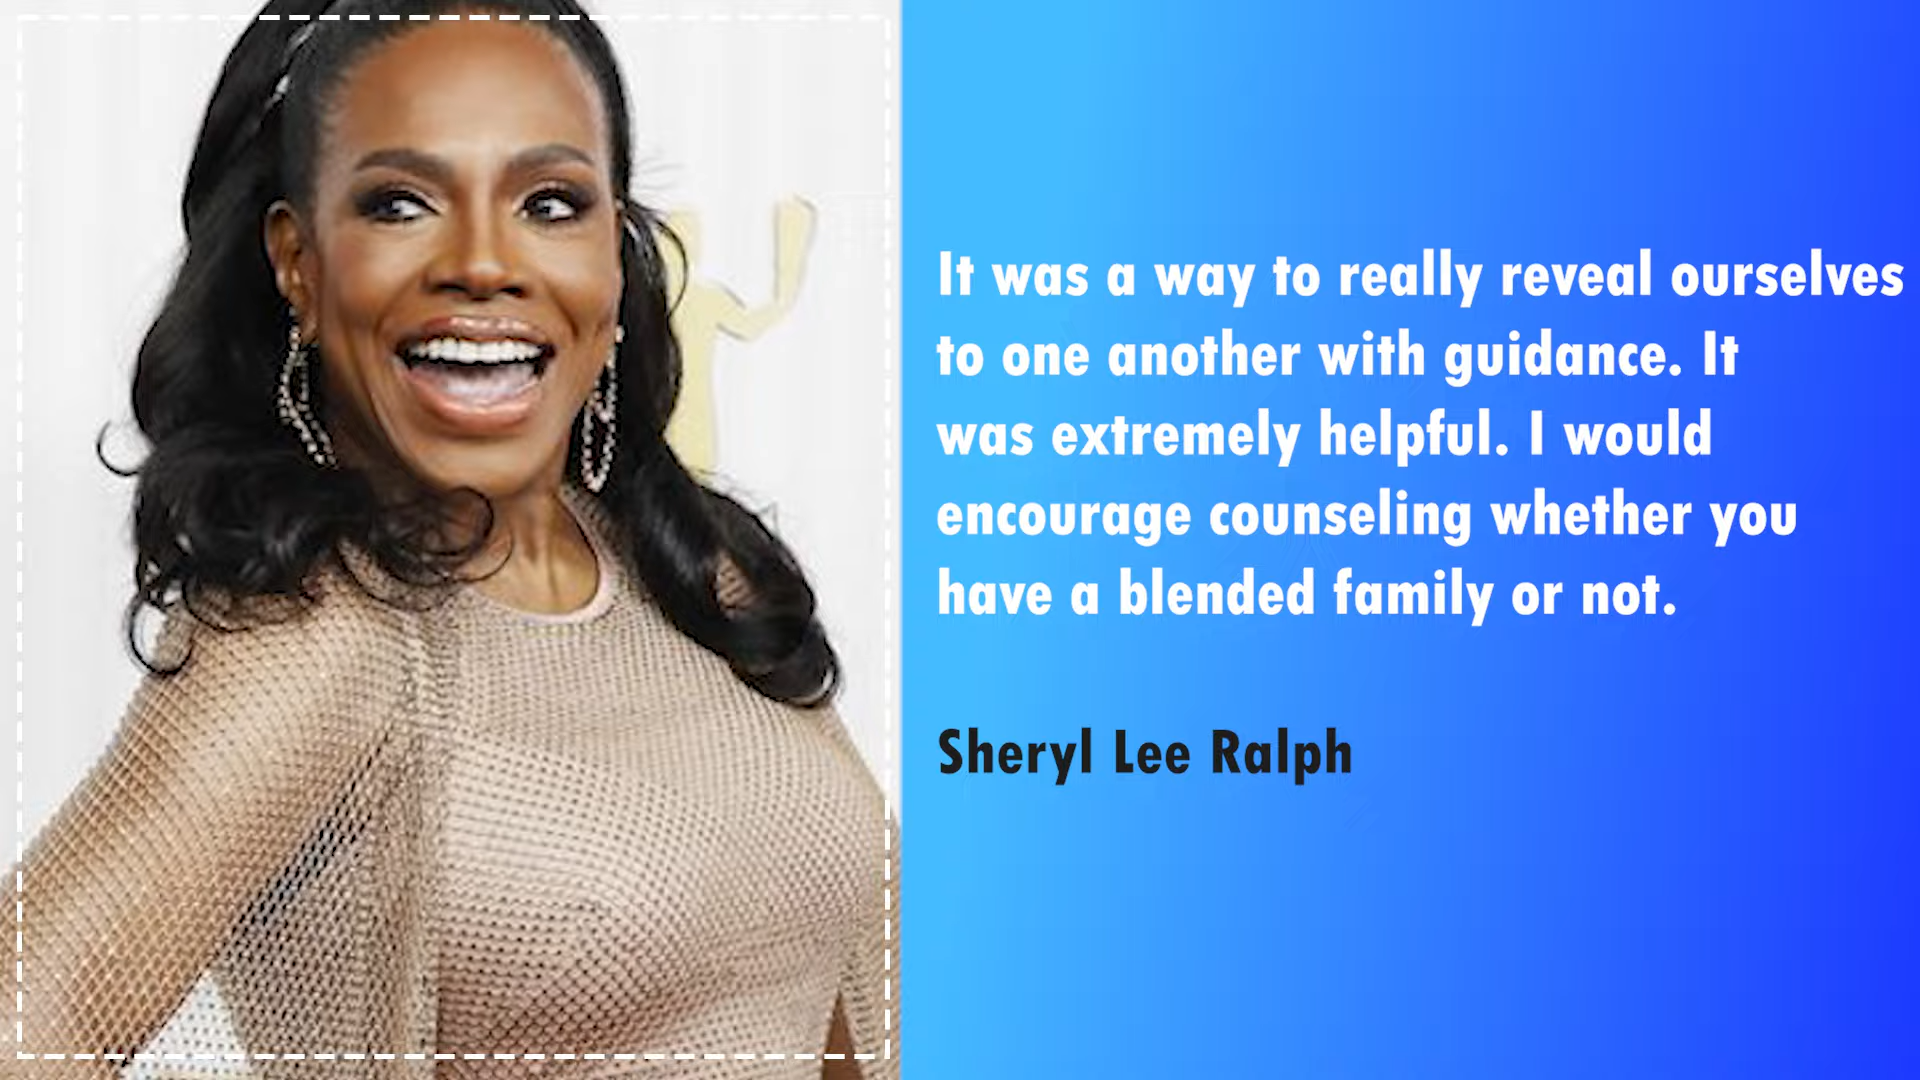 It was a way to really reveal ourselves
to one another with guidance. It
was extremely helpful. I would
encourage counseling whether you
have a blended family or not.
Sheryl Lee Ralph